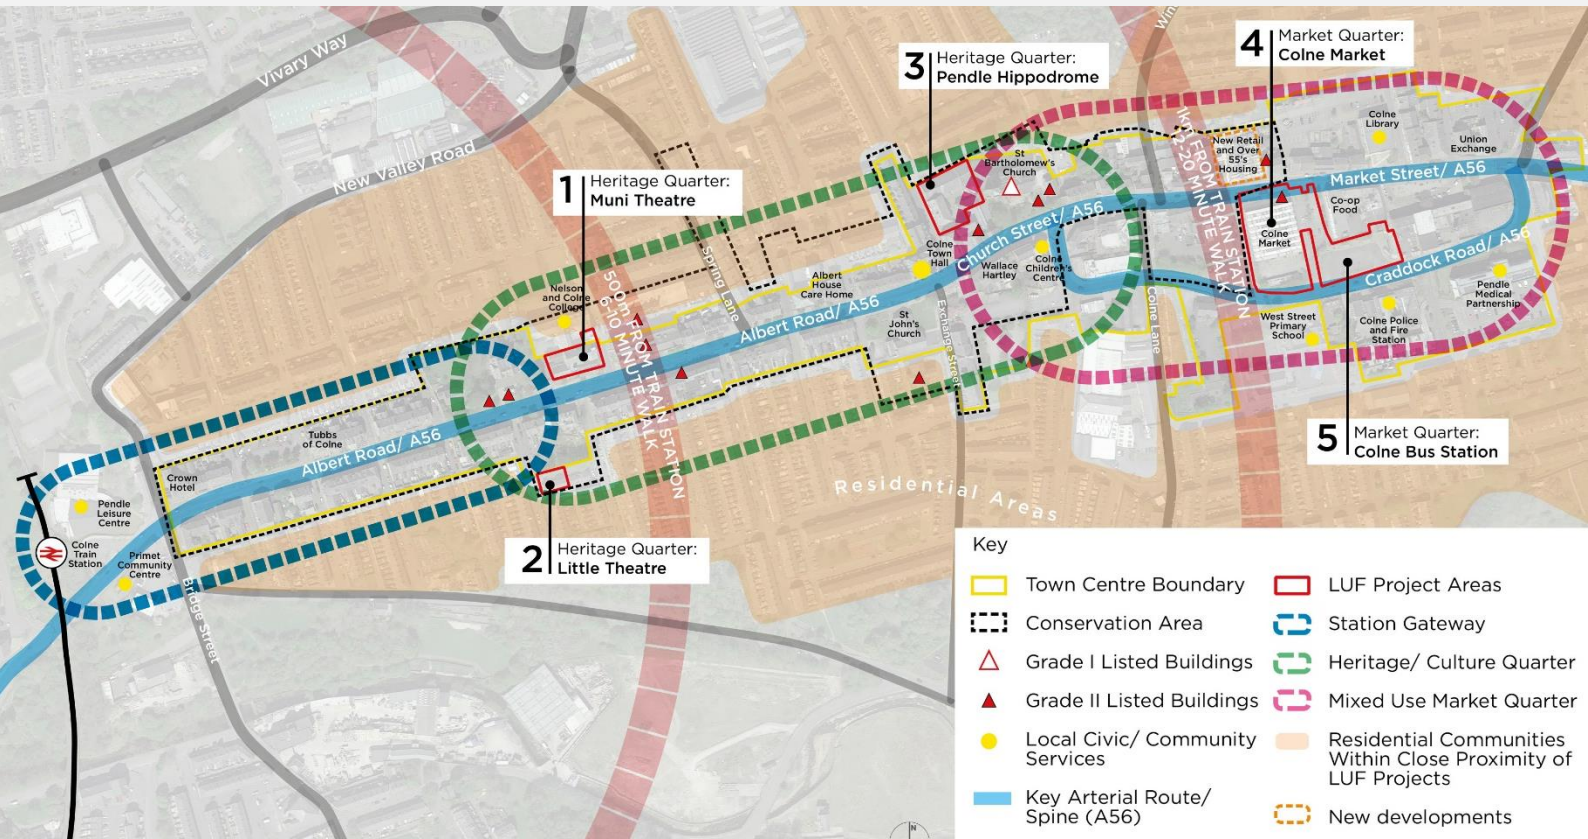 Vivary Way
New Valley Road
1
Heritage Quarter:
Muni Theatre
3
Heritage Quarter:
Pendle Hippodrome
4
Market Quarter:
Colne Market
Colne
Library
Union
Exchange
New Retail
and Over
55's
Housing
St
Bartholomew's
Church
Market Street/ A56
Co-op
Food
Colne
Market
Craddock Road/ A56
Church Street/ A56
Colne
Town
Hall
Wallace
Hartley
Colne
Children's
Centre
Pendle
Medical
Partnership
Colne Police
and Fire
Station
West Street
Primary
School
Colne Lane
1km FROM TRAIN STATION
12-20 MINUTE WALK
Spring Lane
Albert
House
Care Home
Albert Road/ A56
St
John's
Church
Exchange Street
Nelson
and Colne
College
500m FROM TRAIN STATION
6-10 MINUTE WALK
Tubbs
of Colne
Albert Road/ A56
Crown
Hotel
Pendle
Leisure
Centre
Colne
Train
Station
Primet
Community
Centre
Bridge Street
2
Heritage Quarter:
Little Theatre
5
Market Quarter:
Colne Bus Station
Residential Areas
Key
Town Centre Boundary
Conservation Area
Grade I Listed Buildings
Grade II Listed Buildings
Local Civic/ Community
Services
Key Arterial Route/
Spine (A56)
LUF Project Areas
Station Gateway
Heritage/ Culture Quarter
Mixed Use Market Quarter
Residential Communities
Within Close Proximity of
LUF Projects
New developments
N